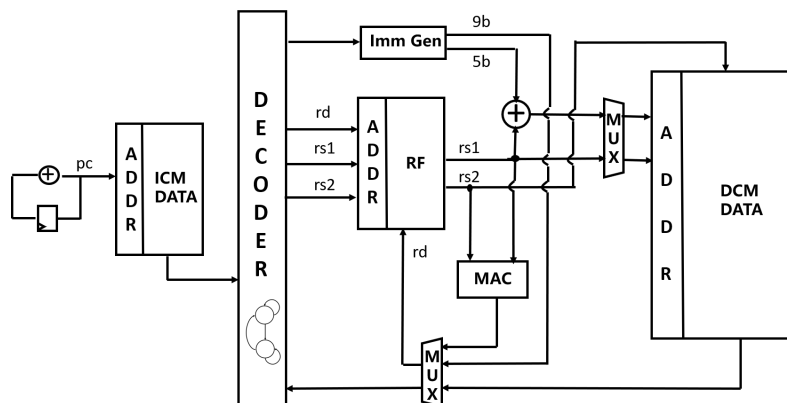 9b
Imm Gen
5b
DECODER
rd
ADDR
RF
MUX
ADDR
DCM DATA
pc
ADDR
ICM DATA
rs1
rs1
rs2
rs2
rd
MAC
MUX